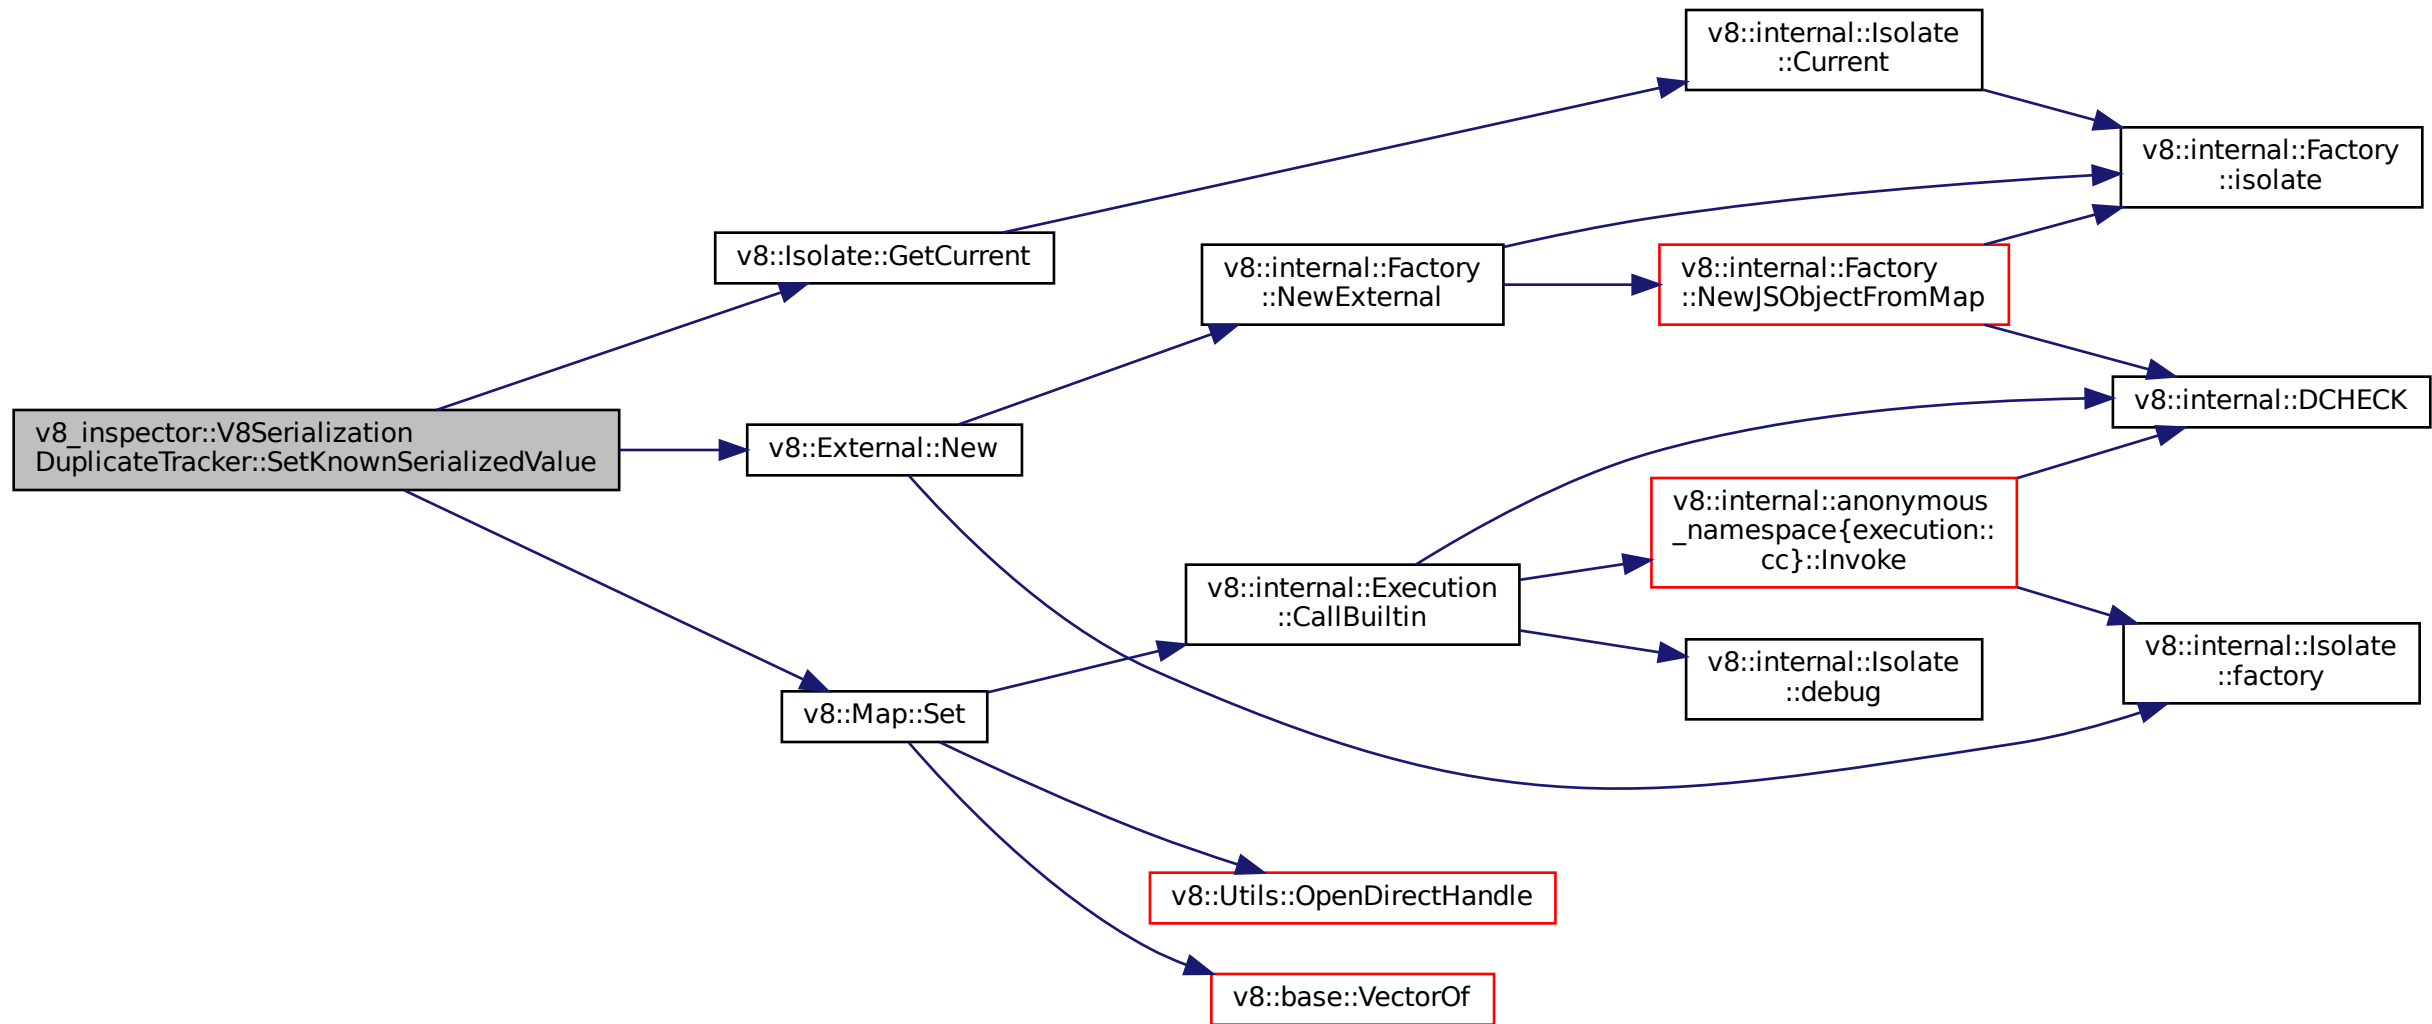 v8_inspector::V8Serialization
DuplicateTracker::SetKnownSerializedValue
v8::Isolate::GetCurrent
v8::External::New
v8::Map::Set
v8::internal::Factory
::NewExternal
v8::internal::Execution
::CallBuiltin
v8::Utils::OpenDirectHandle
v8::base::VectorOf
v8::internal::Isolate
::Current
v8::internal::Factory
::NewJSObjectFromMap
v8::internal::anonymous
_namespace{execution::
cc}::Invoke
v8::internal::Isolate
::debug
v8::internal::Factory
::isolate
v8::internal::DCHECK
v8::internal::Isolate
::factory